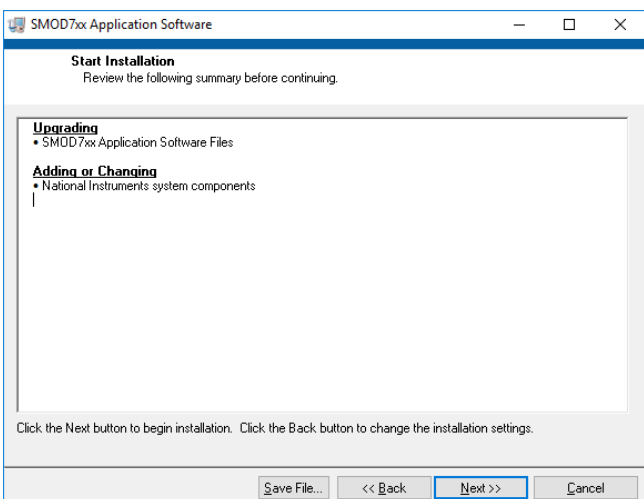 SMOD7xx Application Software
Start Installation
Review the following summary before continuing.
Upgrading
• SMOD7xx Application Software Files
Adding or Changing
• National Instruments system components
Click the Next button to begin installation. Click the Back button to change the installation settings.
Save File... << Back Next >> Cancel